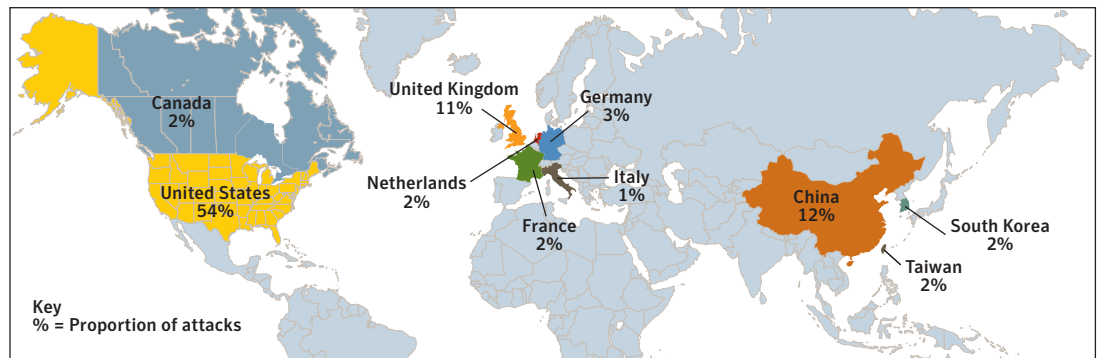 Canada
2%
United States
54%
United Kingdom
11%
Germany
3%
Netherlands
2%
Italy
1%
France
2%
China
12%
South Korea
2%
Taiwan
2%
Key
% = Proportion of attacks